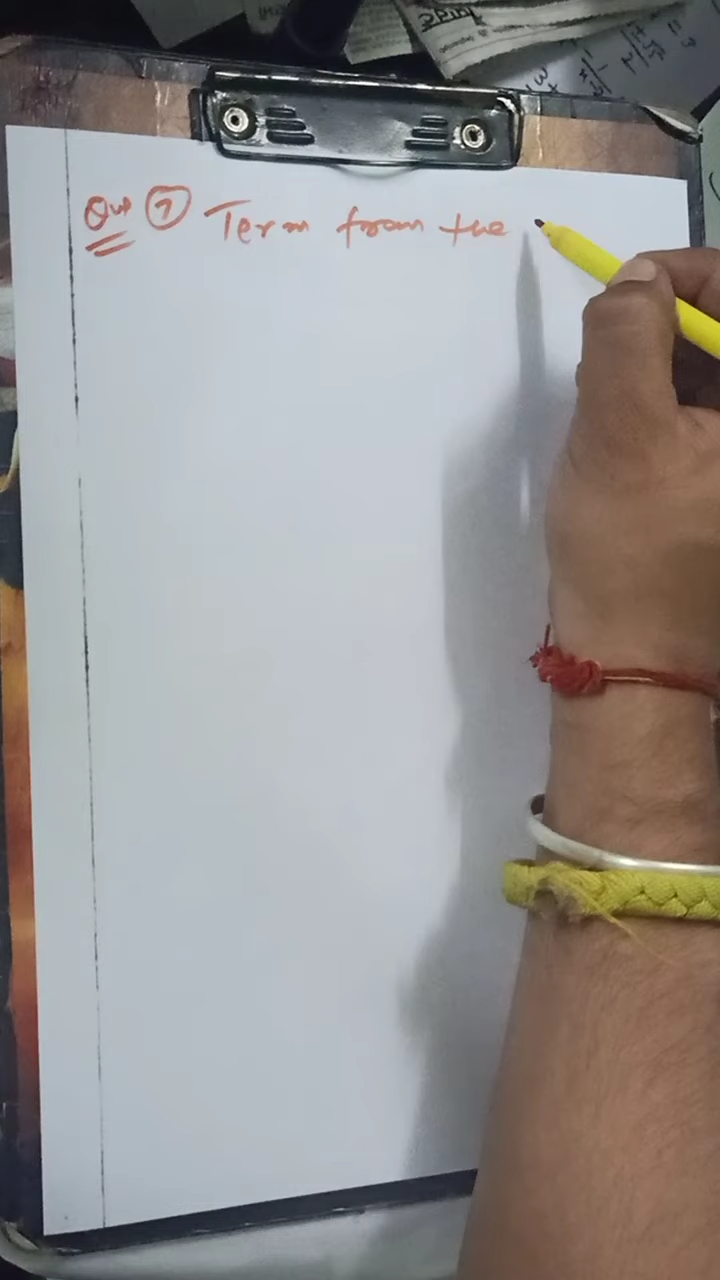 Que ⑦ Term from the